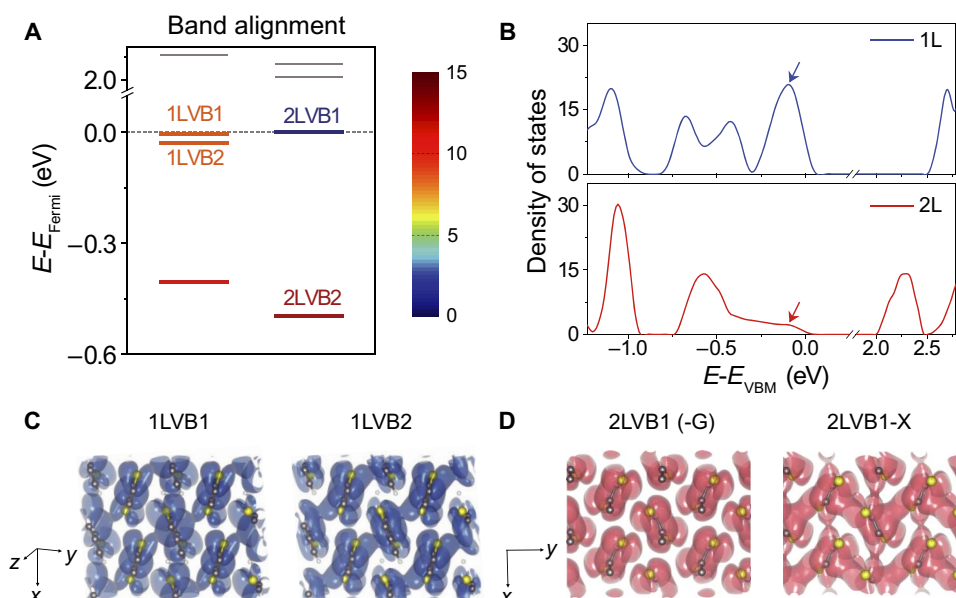 A
Band alignment
2.0
0.0
−0.3
−0.6
E-EFermi (eV)
1LVB1
1LVB2
2LVB1
2LVB2
15
10
5
0
B
30
15
0
1L
30
15
0
2L
Density of states
−1.0 −0.5 0.0 2.0 2.5
E-EVBM (eV)
C
1LVB1 1LVB2
z y
x
D
2LVB1 (-G) 2LVB1-X
y
x